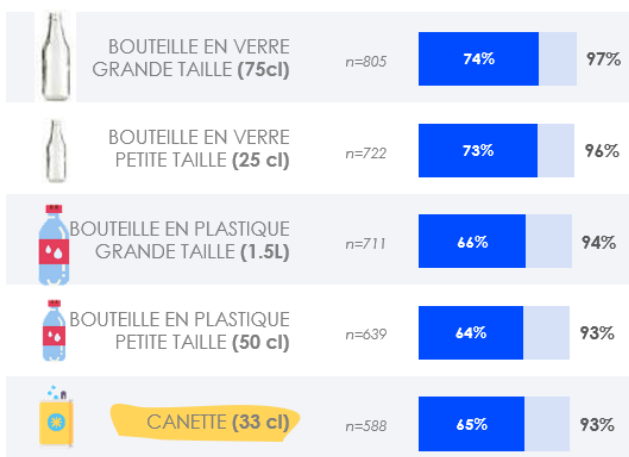 BOUTEILLE EN VERRE
GRANDE TAILLE (75cl)
n=805
74%
97%
BOUTEILLE EN VERRE
PETITE TAILLE (25 cl)
n=722
73%
96%
BOUTEILLE EN PLASTIQUE
GRANDE TAILLE (1.5L)
n=711
66%
94%
BOUTEILLE EN PLASTIQUE
PETITE TAILLE (50 cl)
n=639
64%
93%
CANETTE (33 cl)
n=588
65%
93%